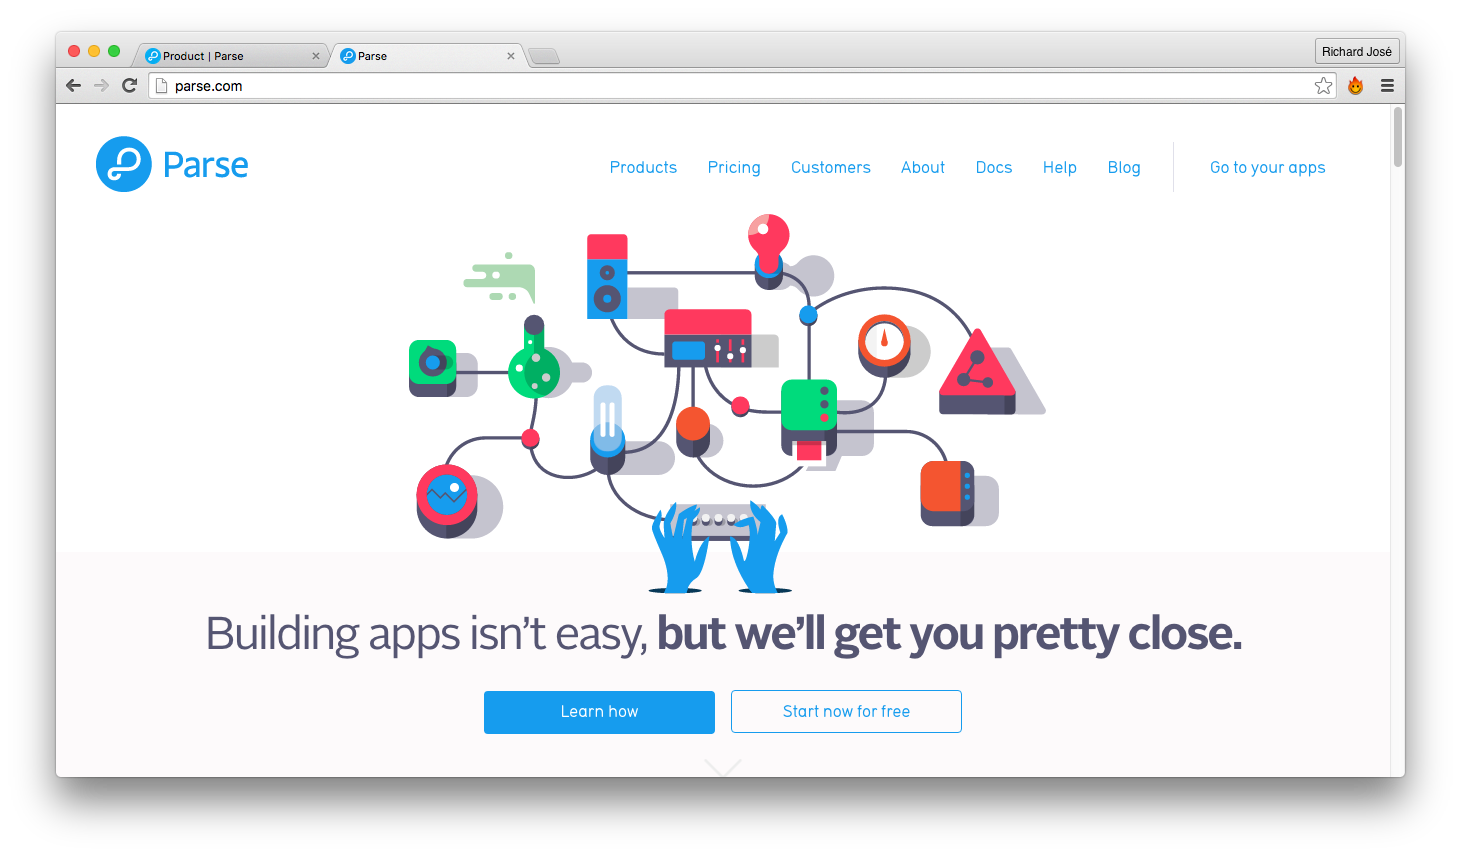 Product | Parse
Parse
Richard José
parse.com
Parse
Products Pricing Customers About Docs Help Blog Go to your apps
Building apps isn’t easy, but we’ll get you pretty close.
Learn how Start now for free